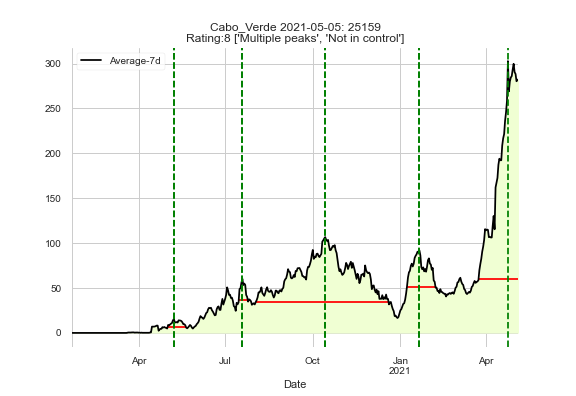 Cabo_Verde 2021-05-05: 25159
Rating:8 ['Multiple peaks', 'Not in control']
Average-7d
300
250
200
150
100
50
0
Apr Jul Oct Jan Apr
2021
Date